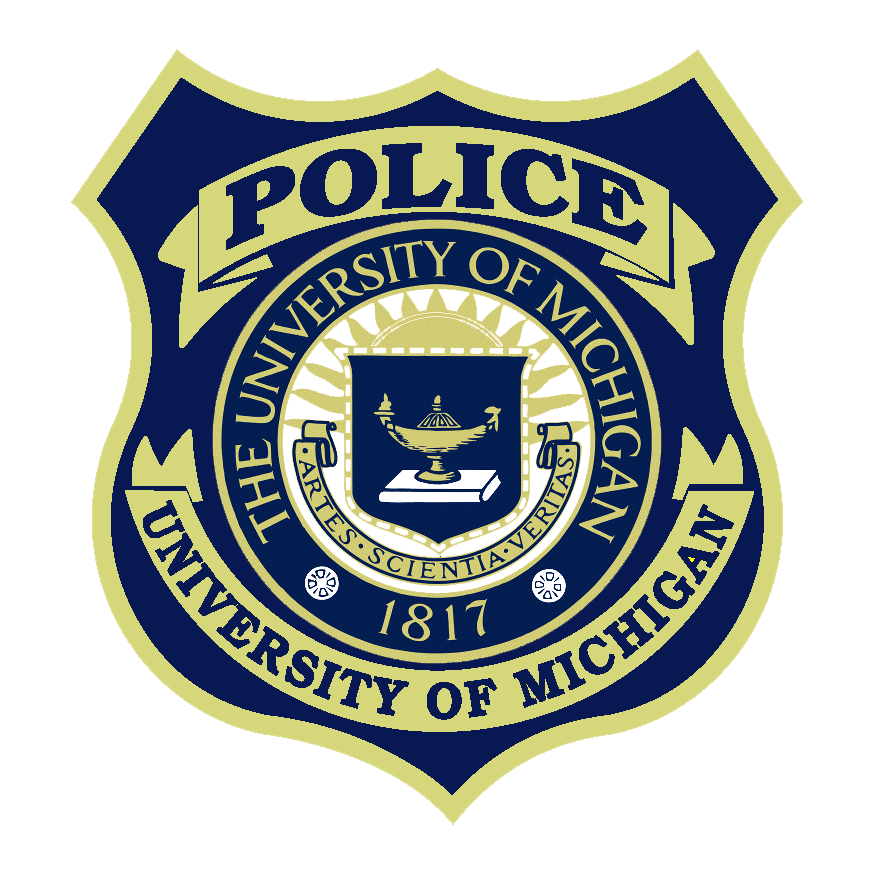 POLICE
THE UNIVERSITY OF MICHIGAN
·ARTES·SCIENTIA·VERITAS·
1817
UNIVERSITY OF MICHIGAN